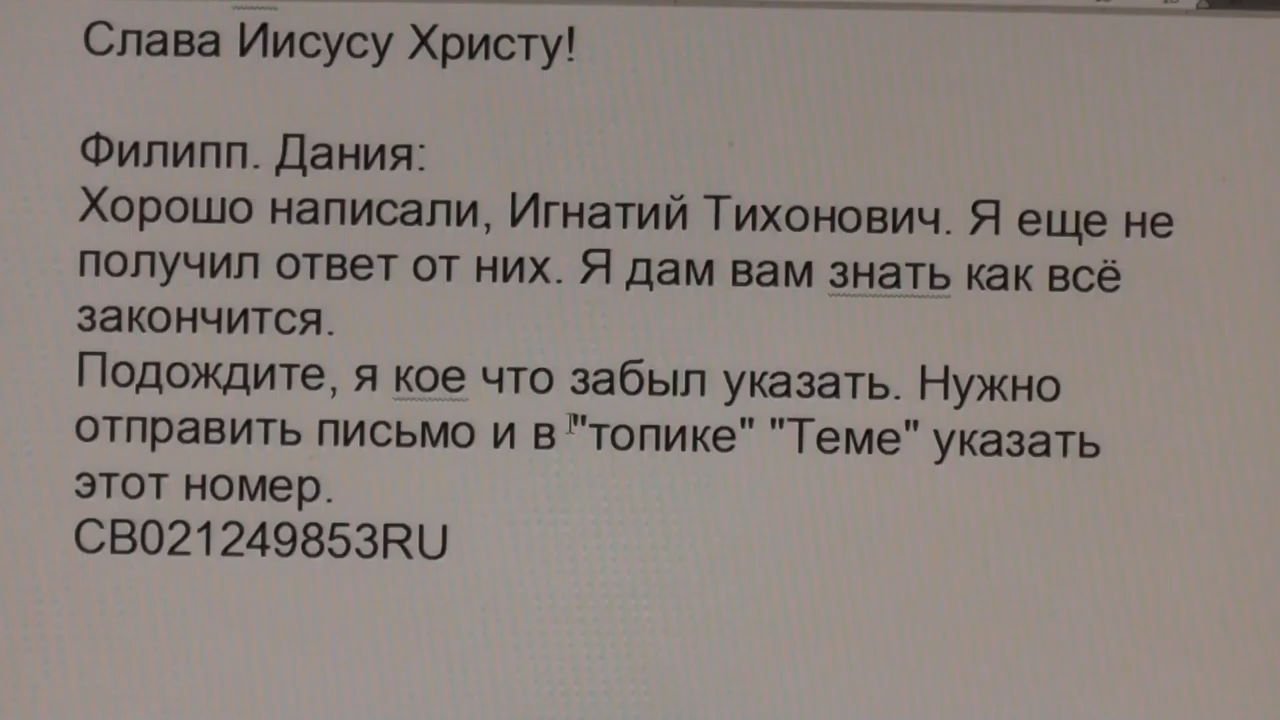 Слава Иисусу Христу!
Филипп. Дания:
Хорошо написали, Игнатий Тихонович. Я еще не
получил ответ от них. Я дам вам знать как всё
закончится.
Подождите, я кое что забыл указать. Нужно
отправить письмо и в "топике" "Теме" указать
этот номер.
CB021249853RU